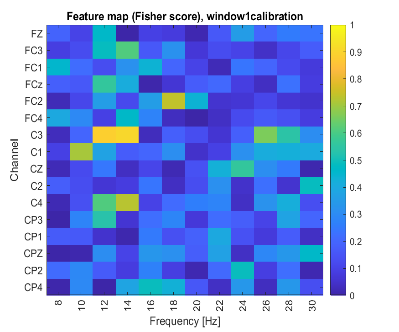 Feature map (Fisher score), window1calibration
Channel
FZ
FC3
FC1
FCz
FC2
FC4
C3
C1
CZ
C2
C4
CP3
CP1
CPZ
CP2
CP4
8 10 12 14 16 18 20 22 24 26 28 30
Frequency [Hz]
1
0.9
0.8
0.7
0.6
0.5
0.4
0.3
0.2
0.1
0